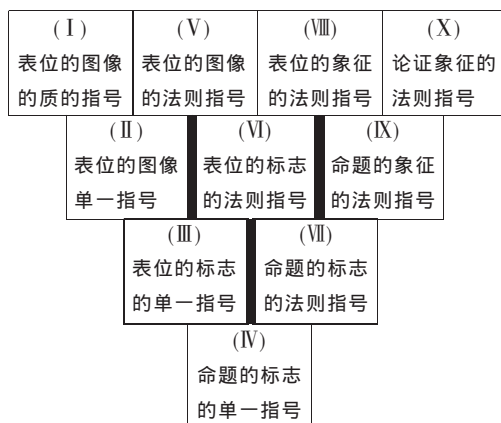 (Ⅰ)
表位的图像
的质的指号
(Ⅴ)
表位的图像
的法则指号
(Ⅷ)
表位的象征
的法则指号
(Ⅹ)
论证象征的
法则指号
(Ⅱ)
表位的图像
单一指号
(Ⅵ)
表位的标志
的法则指号
(Ⅸ)
命题的象征
的法则指号
(Ⅲ)
表位的标志
的单一指号
(Ⅶ)
命题的标志
的法则指号
(Ⅳ)
命题的标志
的单一指号